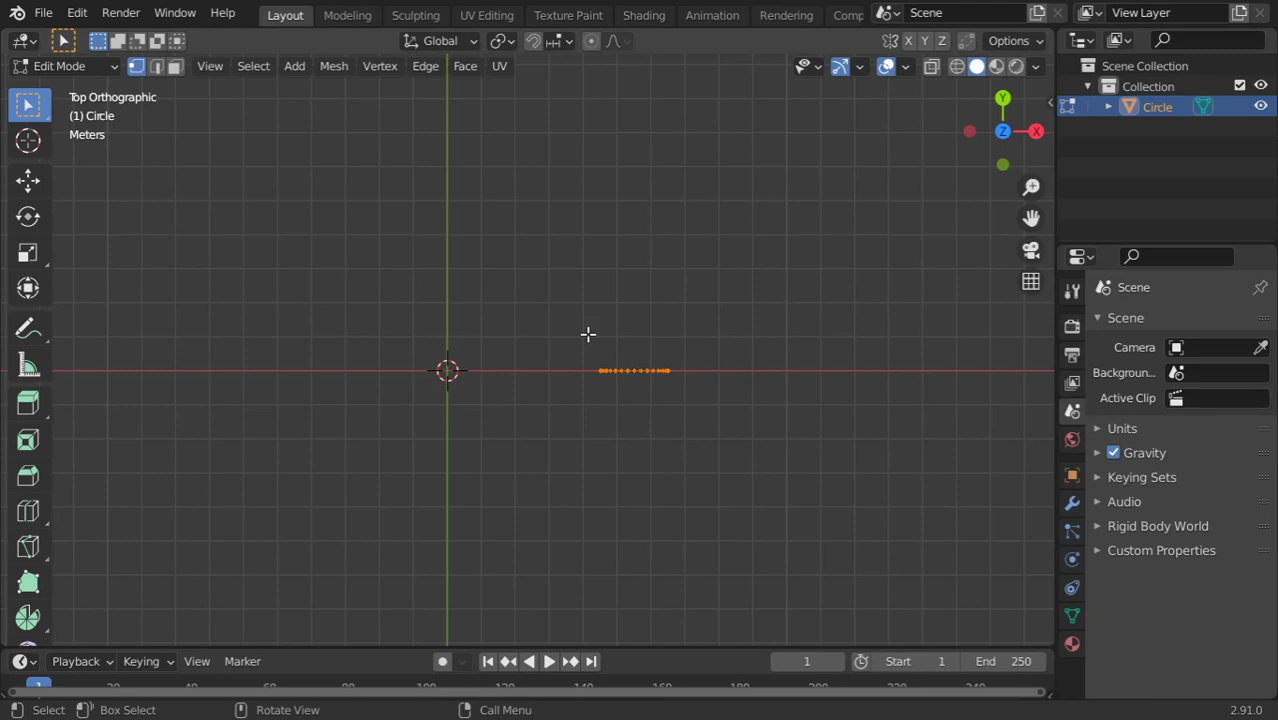 File Edit Render Window Help Layout Modeling Sculpting UV Editing Texture Paint Shading Animation Rendering Comp Scene View Layer
Global X Y Z Options
Edit Mode View Select Add Mesh Vertex Edge Face UV
Scene Collection
Collection
Circle
Top Orthographic
(1) Circle
Meters
Y
Z X
Scene
Scene
Camera
Backgroun...
Active Clip
Units
Gravity
Keying Sets
Audio
Rigid Body World
Custom Properties
Playback Keying View Marker 1 Start 1 End 250
1
Select Box Select Rotate View Call Menu 2.91.0